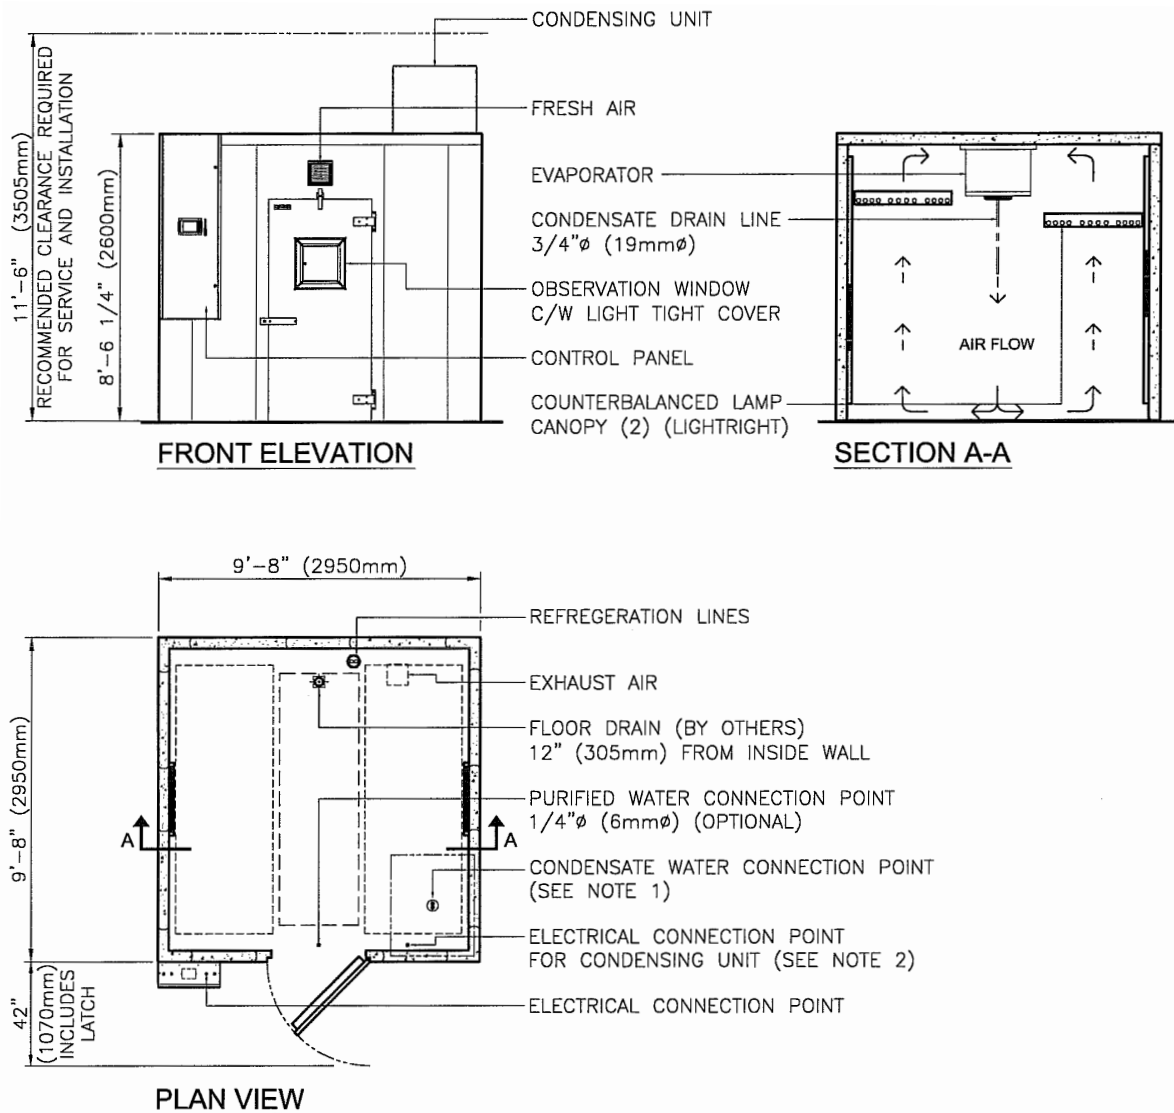 CONDENSING UNIT
FRESH AIR
EVAPORATOR
CONDENSATE DRAIN LINE
3/4"ø (19mmø)
OBSERVATION WINDOW
C/W LIGHT TIGHT COVER
CONTROL PANEL
COUNTERBALANCED LAMP
CANOPY (2) (LIGHTRIGHT)
11'-6" (3505mm)
RECOMMENDED CLEARANCE REQUIRED
FOR SERVICE AND INSTALLATION
8'-6 1/4" (2600mm)
FRONT ELEVATION
AIR FLOW
SECTION A-A
9'-8" (2950mm)
9'-8" (2950mm)
REFREGERATION LINES
EXHAUST AIR
FLOOR DRAIN (BY OTHERS)
12" (305mm) FROM INSIDE WALL
PURIFIED WATER CONNECTION POINT
1/4"ø (6mmø) (OPTIONAL)
A
A
CONDENSATE WATER CONNECTION POINT
(SEE NOTE 1)
ELECTRICAL CONNECTION POINT
FOR CONDENSING UNIT (SEE NOTE 2)
ELECTRICAL CONNECTION POINT
42"
(1070mm)
INCLUDES
LATCH
PLAN VIEW